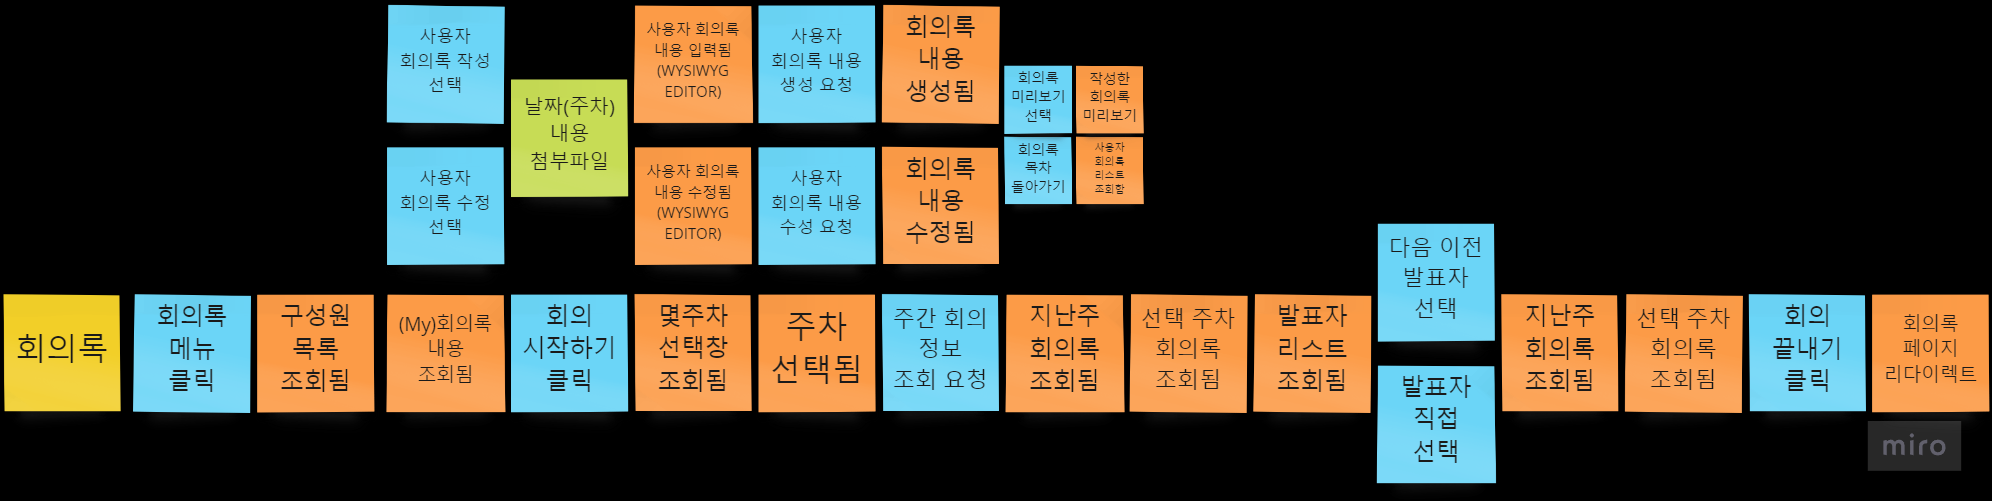 사용자
회의록 작성
선택
사용자
회의록 수정
선택
날짜(주차)
내용
첨부파일
사용자 회의록
내용 입력됨
(WYSIWYG
EDITOR)
사용자 회의록
내용 수정됨
(WYSIWYG
EDITOR)
사용자
회의록 내용
생성 요청
사용자
회의록 내용
수성 요청
회의록
내용
생성됨
회의록
내용
수정됨
회의록
미리보기
선택
작성한
회의록
미리보기
회의록
목차
돌아가기
사용자
회의록
리스트
조회함
회의록
회의록
메뉴
클릭
구성원
목록
조회됨
(My)회의록
내용
조회됨
회의
시작하기
클릭
몇주차
선택창
조회됨
주차
선택됨
주간 회의
정보
조회 요청
지난주
회의록
조회됨
선택 주차
회의록
조회됨
발표자
리스트
조회됨
다음 이전
발표자
선택
발표자
직접
선택
지난주
회의록
조회됨
선택 주차
회의록
조회됨
회의
끝내기
클릭
회의록
페이지
리다이렉트
miro